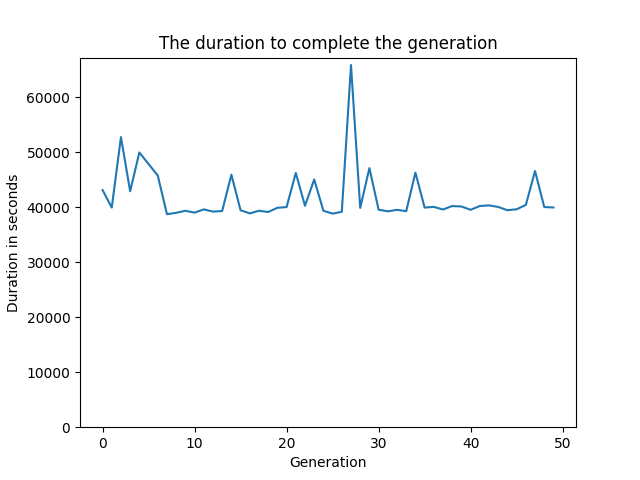 The duration to complete the generation
Duration in seconds
60000
50000
40000
30000
20000
10000
0
0 10 20 30 40 50
Generation